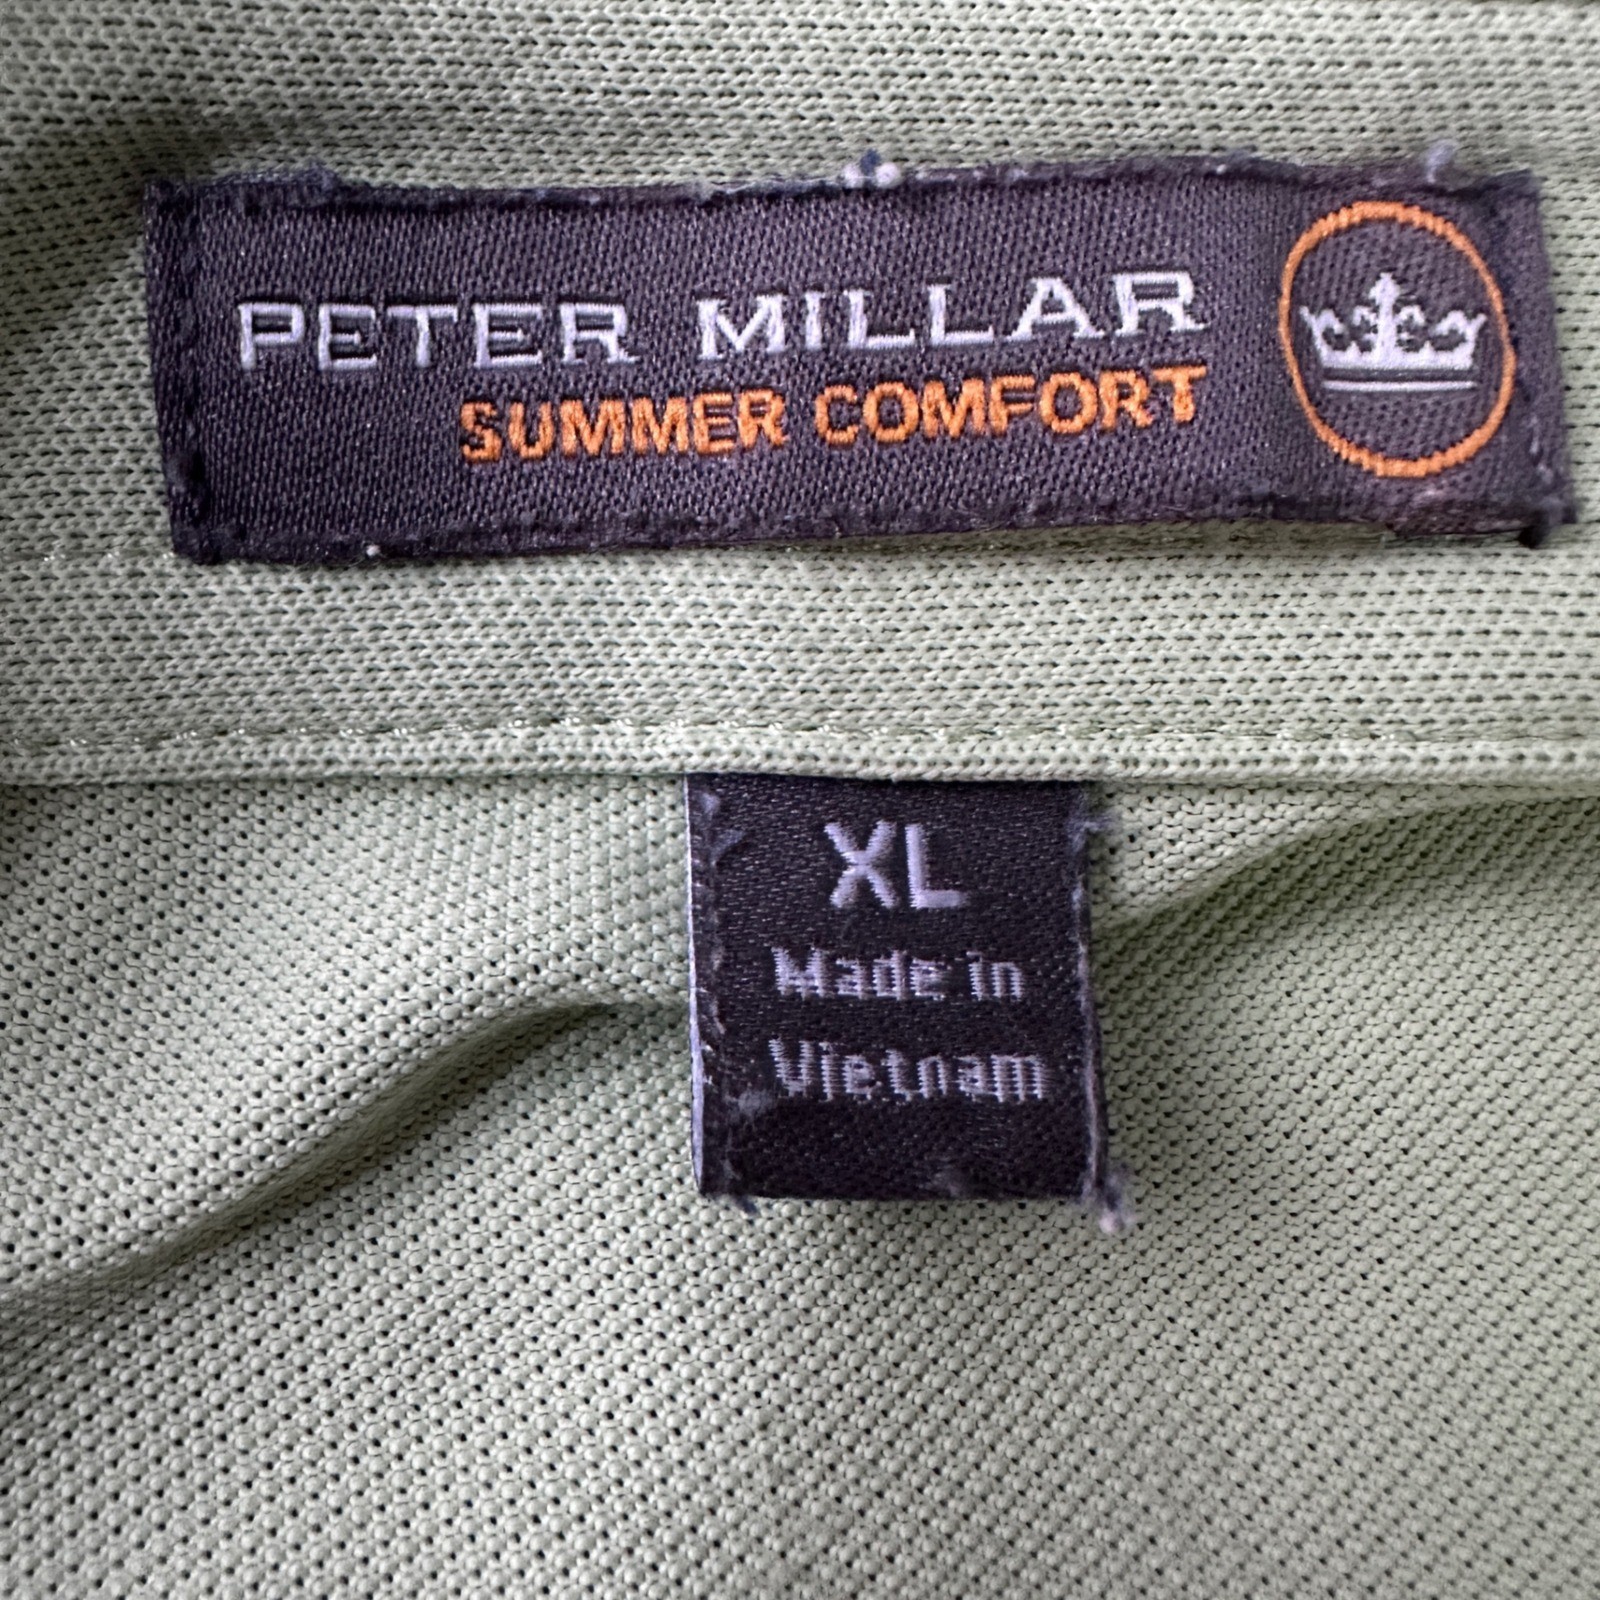 PETER MILLAR
SUMMER COMFORT
XL
Made in
Vietnam